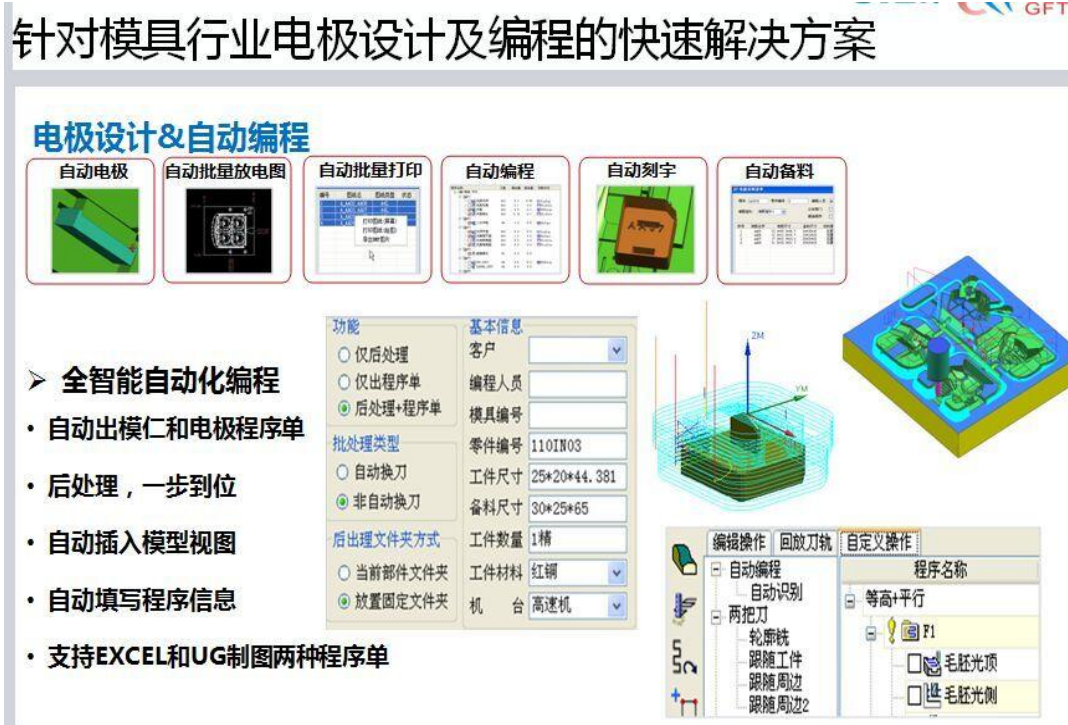 GFT
针对模具行业电极设计及编程的快速解决方案
电极设计&自动编程
自动电极
自动批量放电图
自动批量打印
自动编程
自动刻字
自动备料
➢ 全智能自动化编程
• 自动出模仁和电极程序单
• 后处理，一步到位
• 自动插入模型视图
• 自动填写程序信息
• 支持EXCEL和UG制图两种程序单
功能
仅后处理
仅出程序单
后处理+程序单
批处理类型
自动换刀
非自动换刀
后出理文件夹方式
当前部件文件夹
放置固定文件夹
基本信息
客户
编程人员
模具编号
零件编号 110IN03
工件尺寸 25*20*44.381
备料尺寸 30*25*65
工件数量 1精
工件材料 红铜
机 台 高速机
ZM
YM
编辑操作 回放刀轨 自定义操作
自动编程
自动识别
两把刀
轮廓铣
跟随工件
跟随周边
跟随周边2
程序名称
等高+平行
F1
毛胚光顶
毛胚光侧